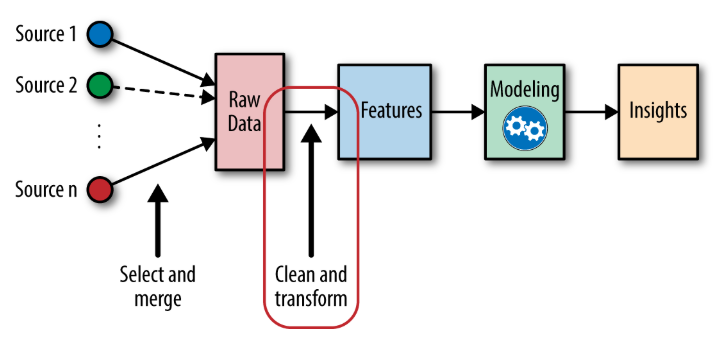 Source 1
Source 2
Source n
Raw
Data
Features
Modeling
Insights
Select and
merge
Clean and
transform